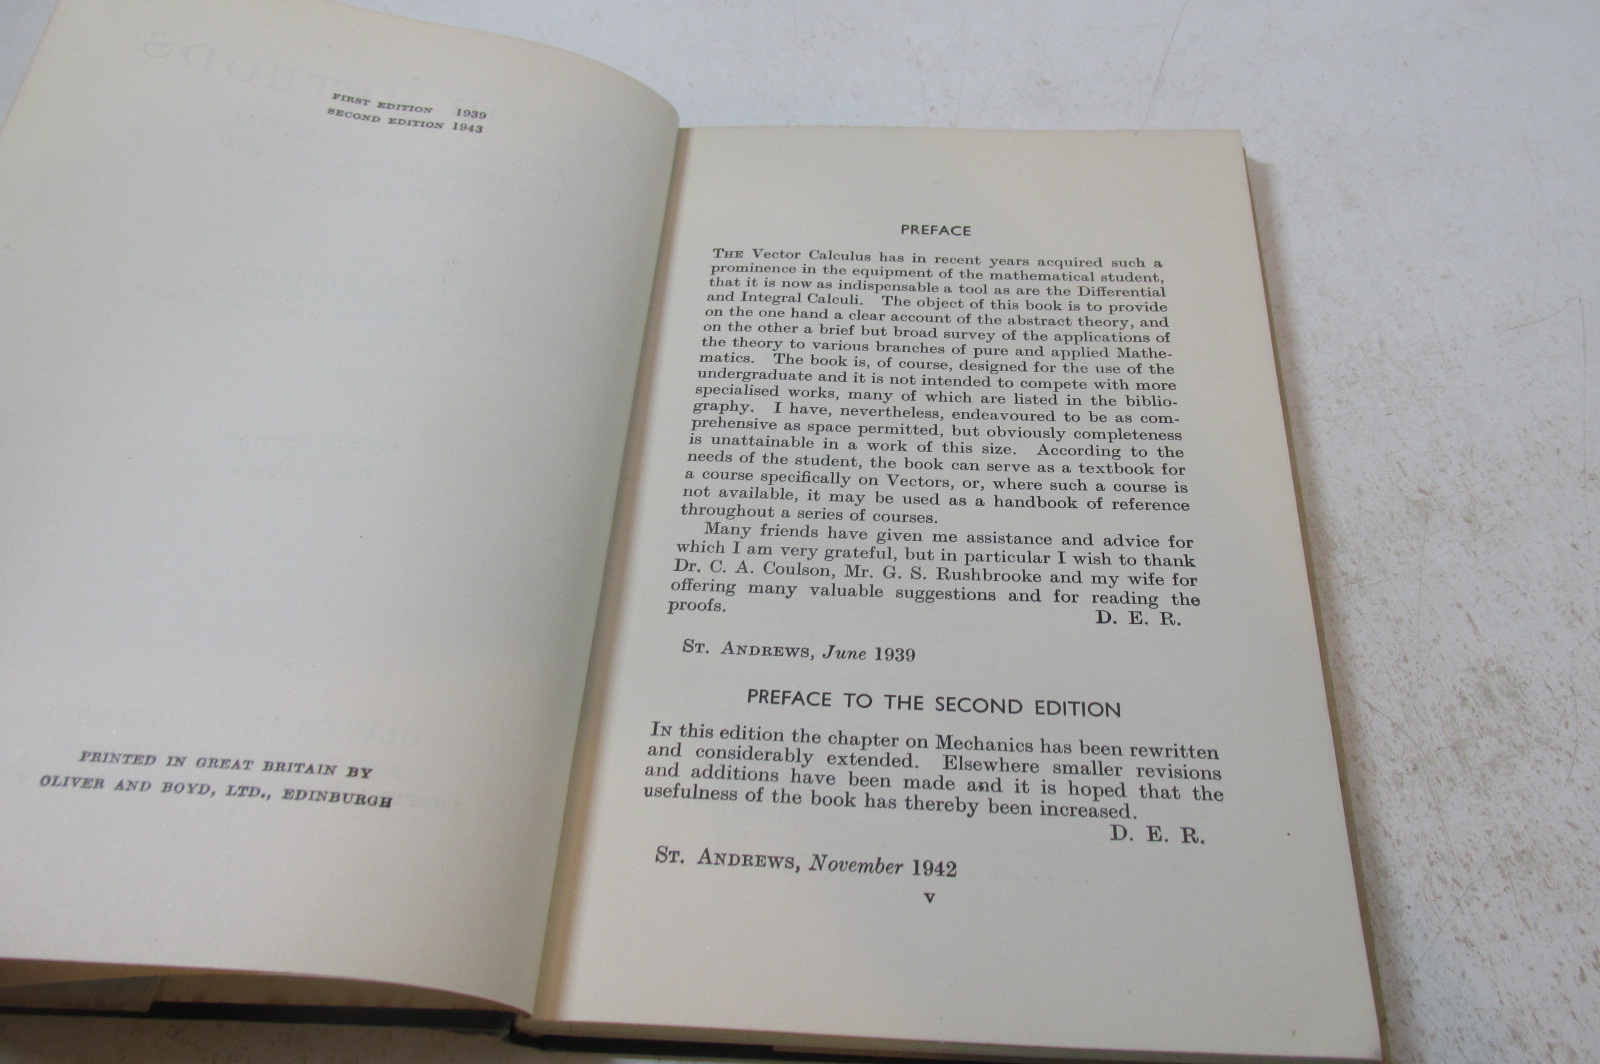 FIRST EDITION 1939
SECOND EDITION 1943
PRINTED IN GREAT BRITAIN BY
OLIVER AND BOYD, LTD., EDINBURGH
PREFACE
THE Vector Calculus has in recent years acquired such a
prominence in the equipment of the mathematical student,
that it is now as indispensable a tool as are the Differential
and Integral Calculi. The object of this book is to provide
on the one hand a clear account of the abstract theory, and
on the other a brief but broad survey of the applications of
the theory to various branches of pure and applied Mathe-
matics. The book is, of course, designed for the use of the
undergraduate and it is not intended to compete with more
specialised works, many of which are listed in the biblio-
graphy. I have, nevertheless, endeavoured to be as com-
prehensive as space permitted, but obviously completeness
is unattainable in a work of this size. According to the
needs of the student, the book can serve as a textbook for
a course specifically on Vectors, or, where such a course is
not available, it may be used as a handbook of reference
throughout a series of courses.
Many friends have given me assistance and advice for
which I am very grateful, but in particular I wish to thank
Dr. C. A. Coulson, Mr. G. S. Rushbrooke and my wife for
offering many valuable suggestions and for reading the
proofs. D. E. R.
ST. ANDREWS, June 1939
PREFACE TO THE SECOND EDITION
IN this edition the chapter on Mechanics has been rewritten
and considerably extended. Elsewhere smaller revisions
and additions have been made and it is hoped that the
usefulness of the book has thereby been increased.
D. E. R.
ST. ANDREWS, November 1942
v